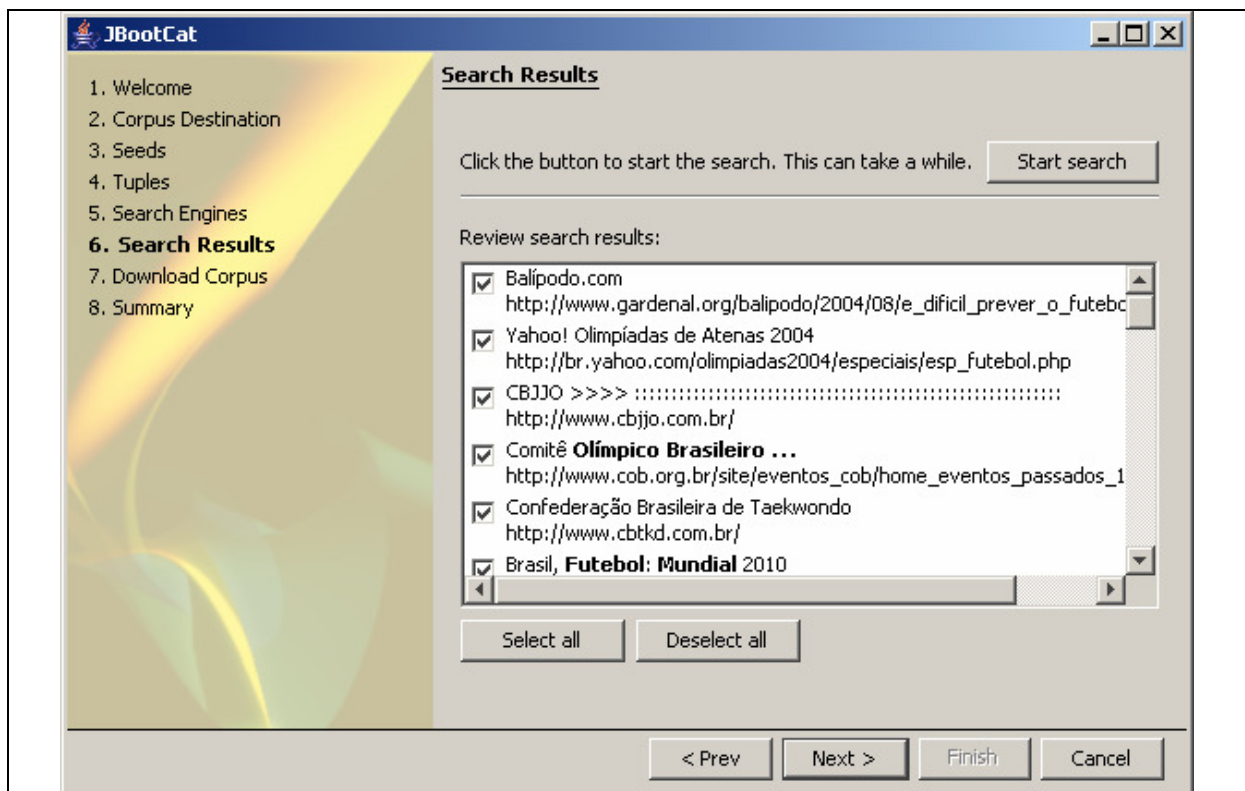 JBootCat
1. Welcome
2. Corpus Destination
3. Seeds
4. Tuples
5. Search Engines
6. Search Results
7. Download Corpus
8. Summary
Search Results
Click the button to start the search. This can take a while.
Start search
Review search results:
Balípodo.com
http://www.gardenal.org/balipodo/2004/08/e_dificil_prever_o_futebo
Yahoo! Olimpíadas de Atenas 2004
http://br.yahoo.com/olimpiadas2004/especiais/esp_futebol.php
CBJJO >>>> :::::::::::::::::::::::::::::::::::::::::::::::::::::::::::
http://www.cbjjo.com.br/
Comitê Olímpico Brasileiro ...
http://www.cob.org.br/site/eventos_cob/home_eventos_passados_1
Confederação Brasileira de Taekwondo
http://www.cbtkd.com.br/
Brasil, Futebol: Mundial 2010
Select all
Deselect all
< Prev
Next >
Finish
Cancel